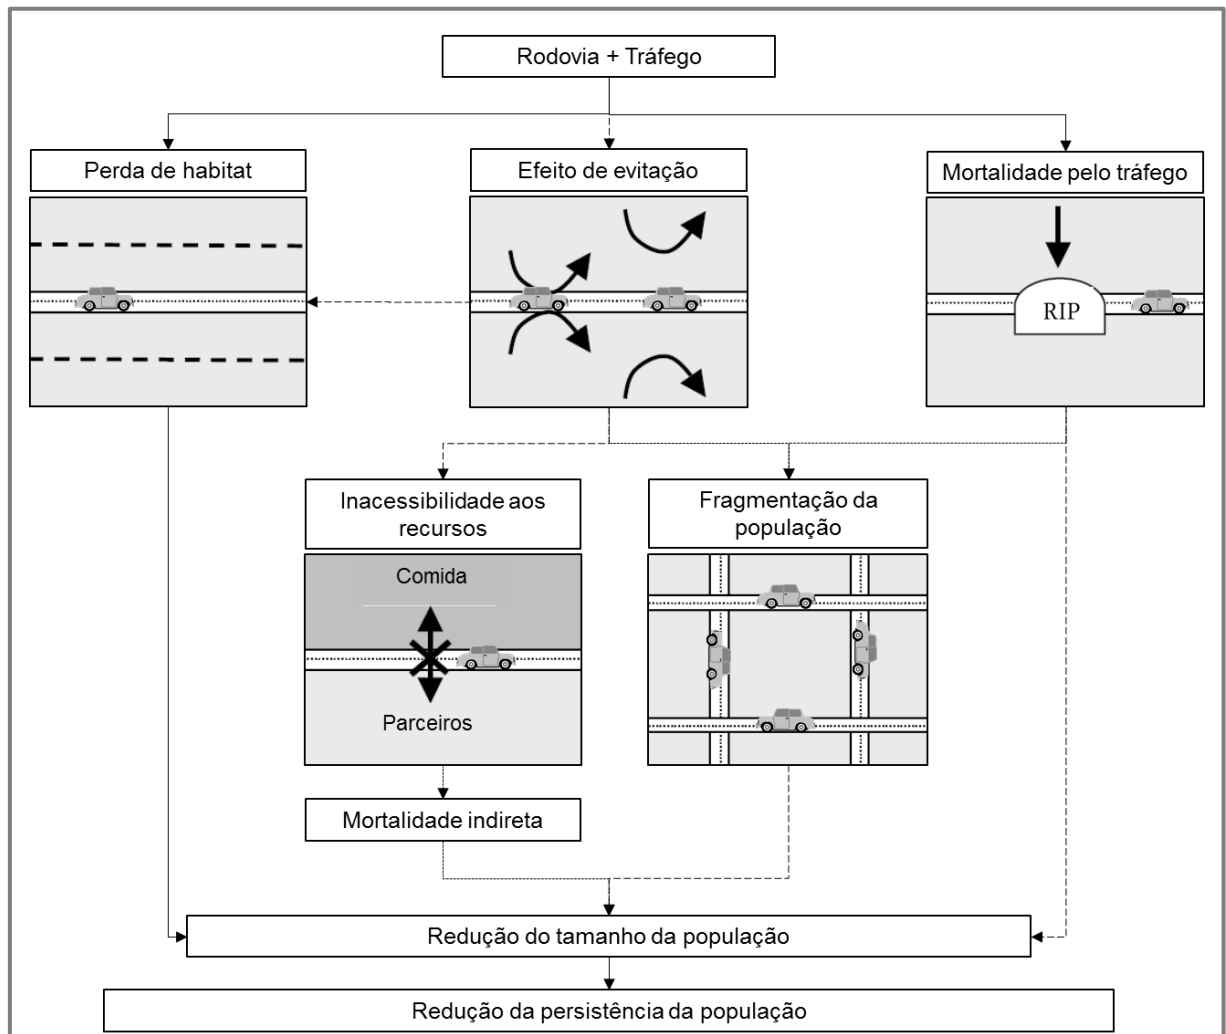 Rodovia + Tráfego
Perda de habitat
Efeito de evitação
Mortalidade pelo tráfego
RIP
Inacessibilidade aos
recursos
Fragmentação da
população
Comida
Parceiros
Mortalidade indireta
Redução do tamanho da população
Redução da persistência da população